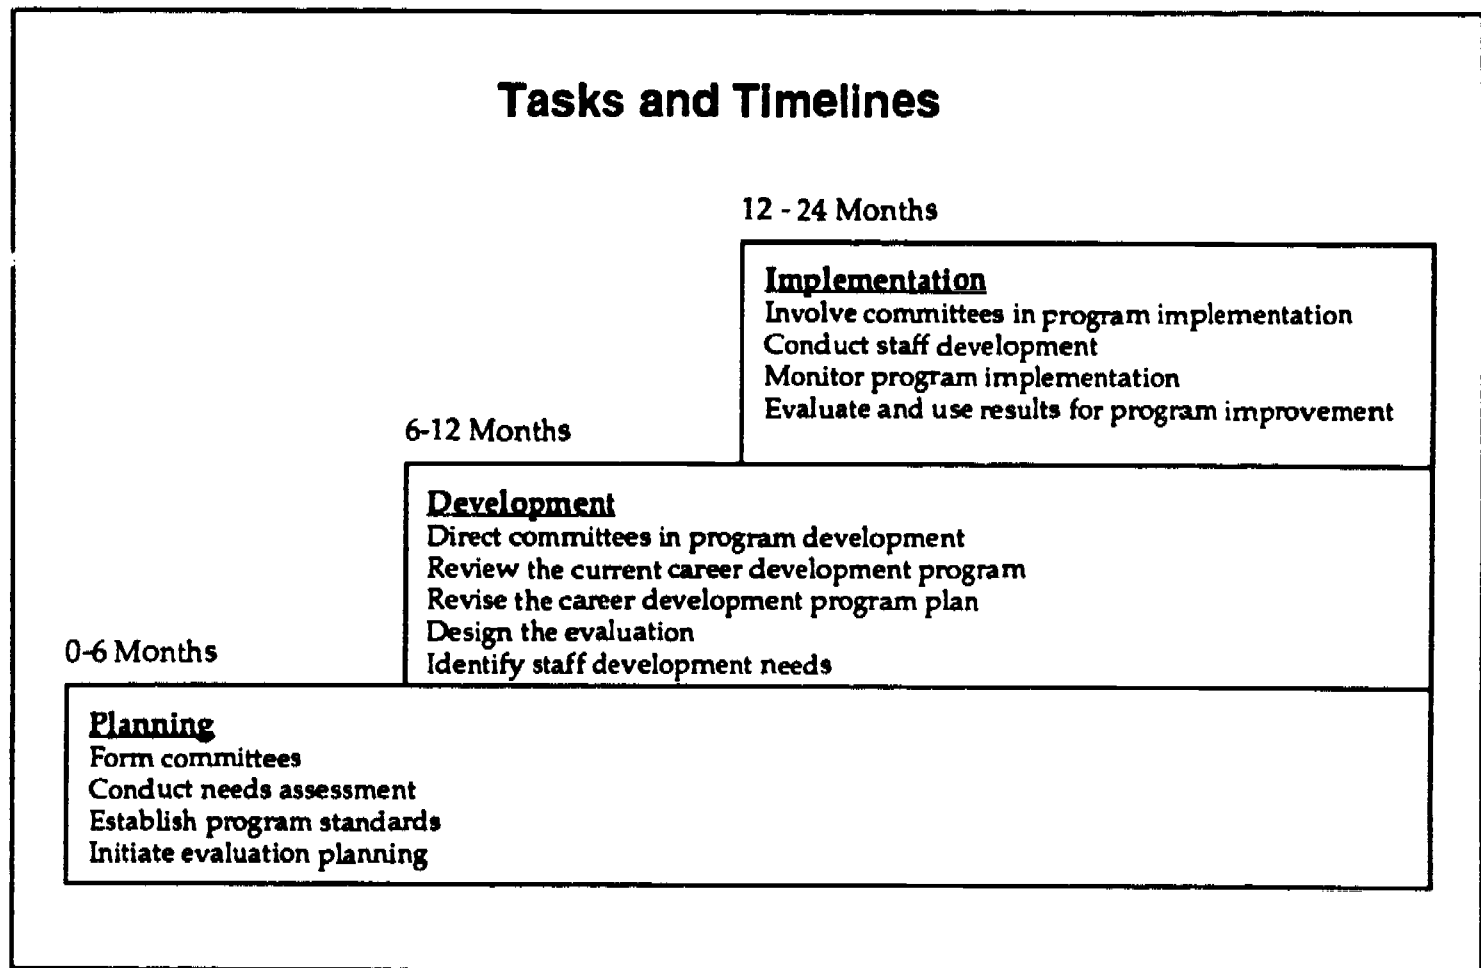 Tasks and Timelines
12 - 24 Months
Implementation
Involve committees in program implementation
Conduct staff development
Monitor program implementation
Evaluate and use results for program improvement
6-12 Months
Development
Direct committees in program development
Review the current career development program
Revise the career development program plan
Design the evaluation
Identify staff development needs
0-6 Months
Planning
Form committees
Conduct needs assessment
Establish program standards
Initiate evaluation planning